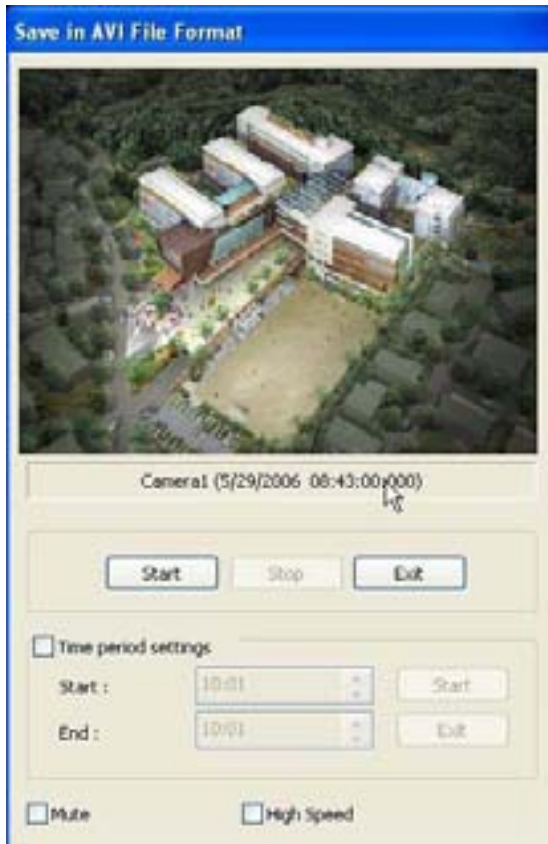 Save in AVI File Format
Camera1 (5/29/2006 08:43:00:000)
Start Stop Exit
Time period settings
Start : 10:01 Start
End : 10:01 Exit
Mute High Speed